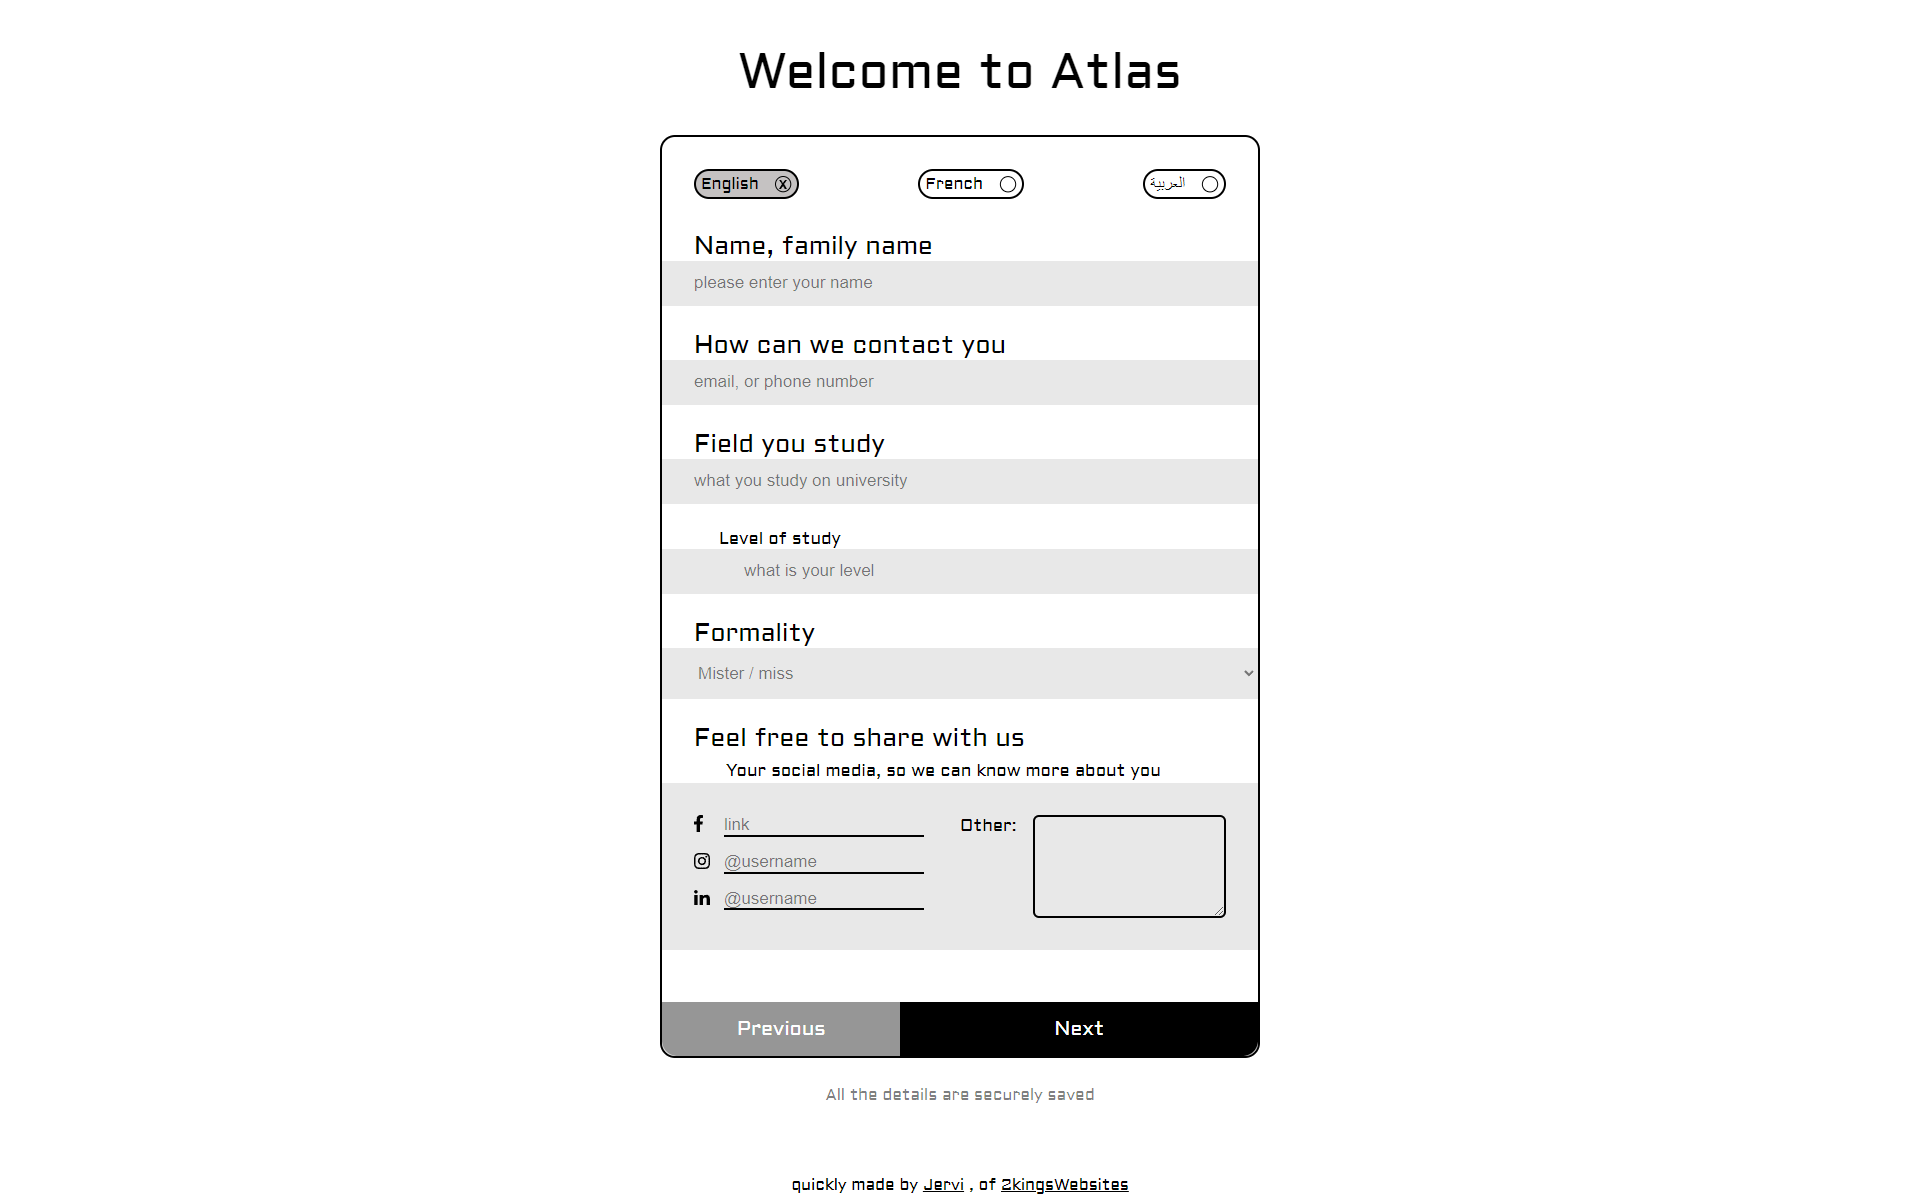 Welcome to Atlas
English X French العربية
Name, family name
please enter your name
How can we contact you
email, or phone number
Field you study
what you study on university
Level of study
what is your level
Formality
Mister / miss
Feel free to share with us
Your social media, so we can know more about you
link
Other:
@username
@username
Previous Next
All the details are securely saved
quickly made by Jervi , of 2kingsWebsites